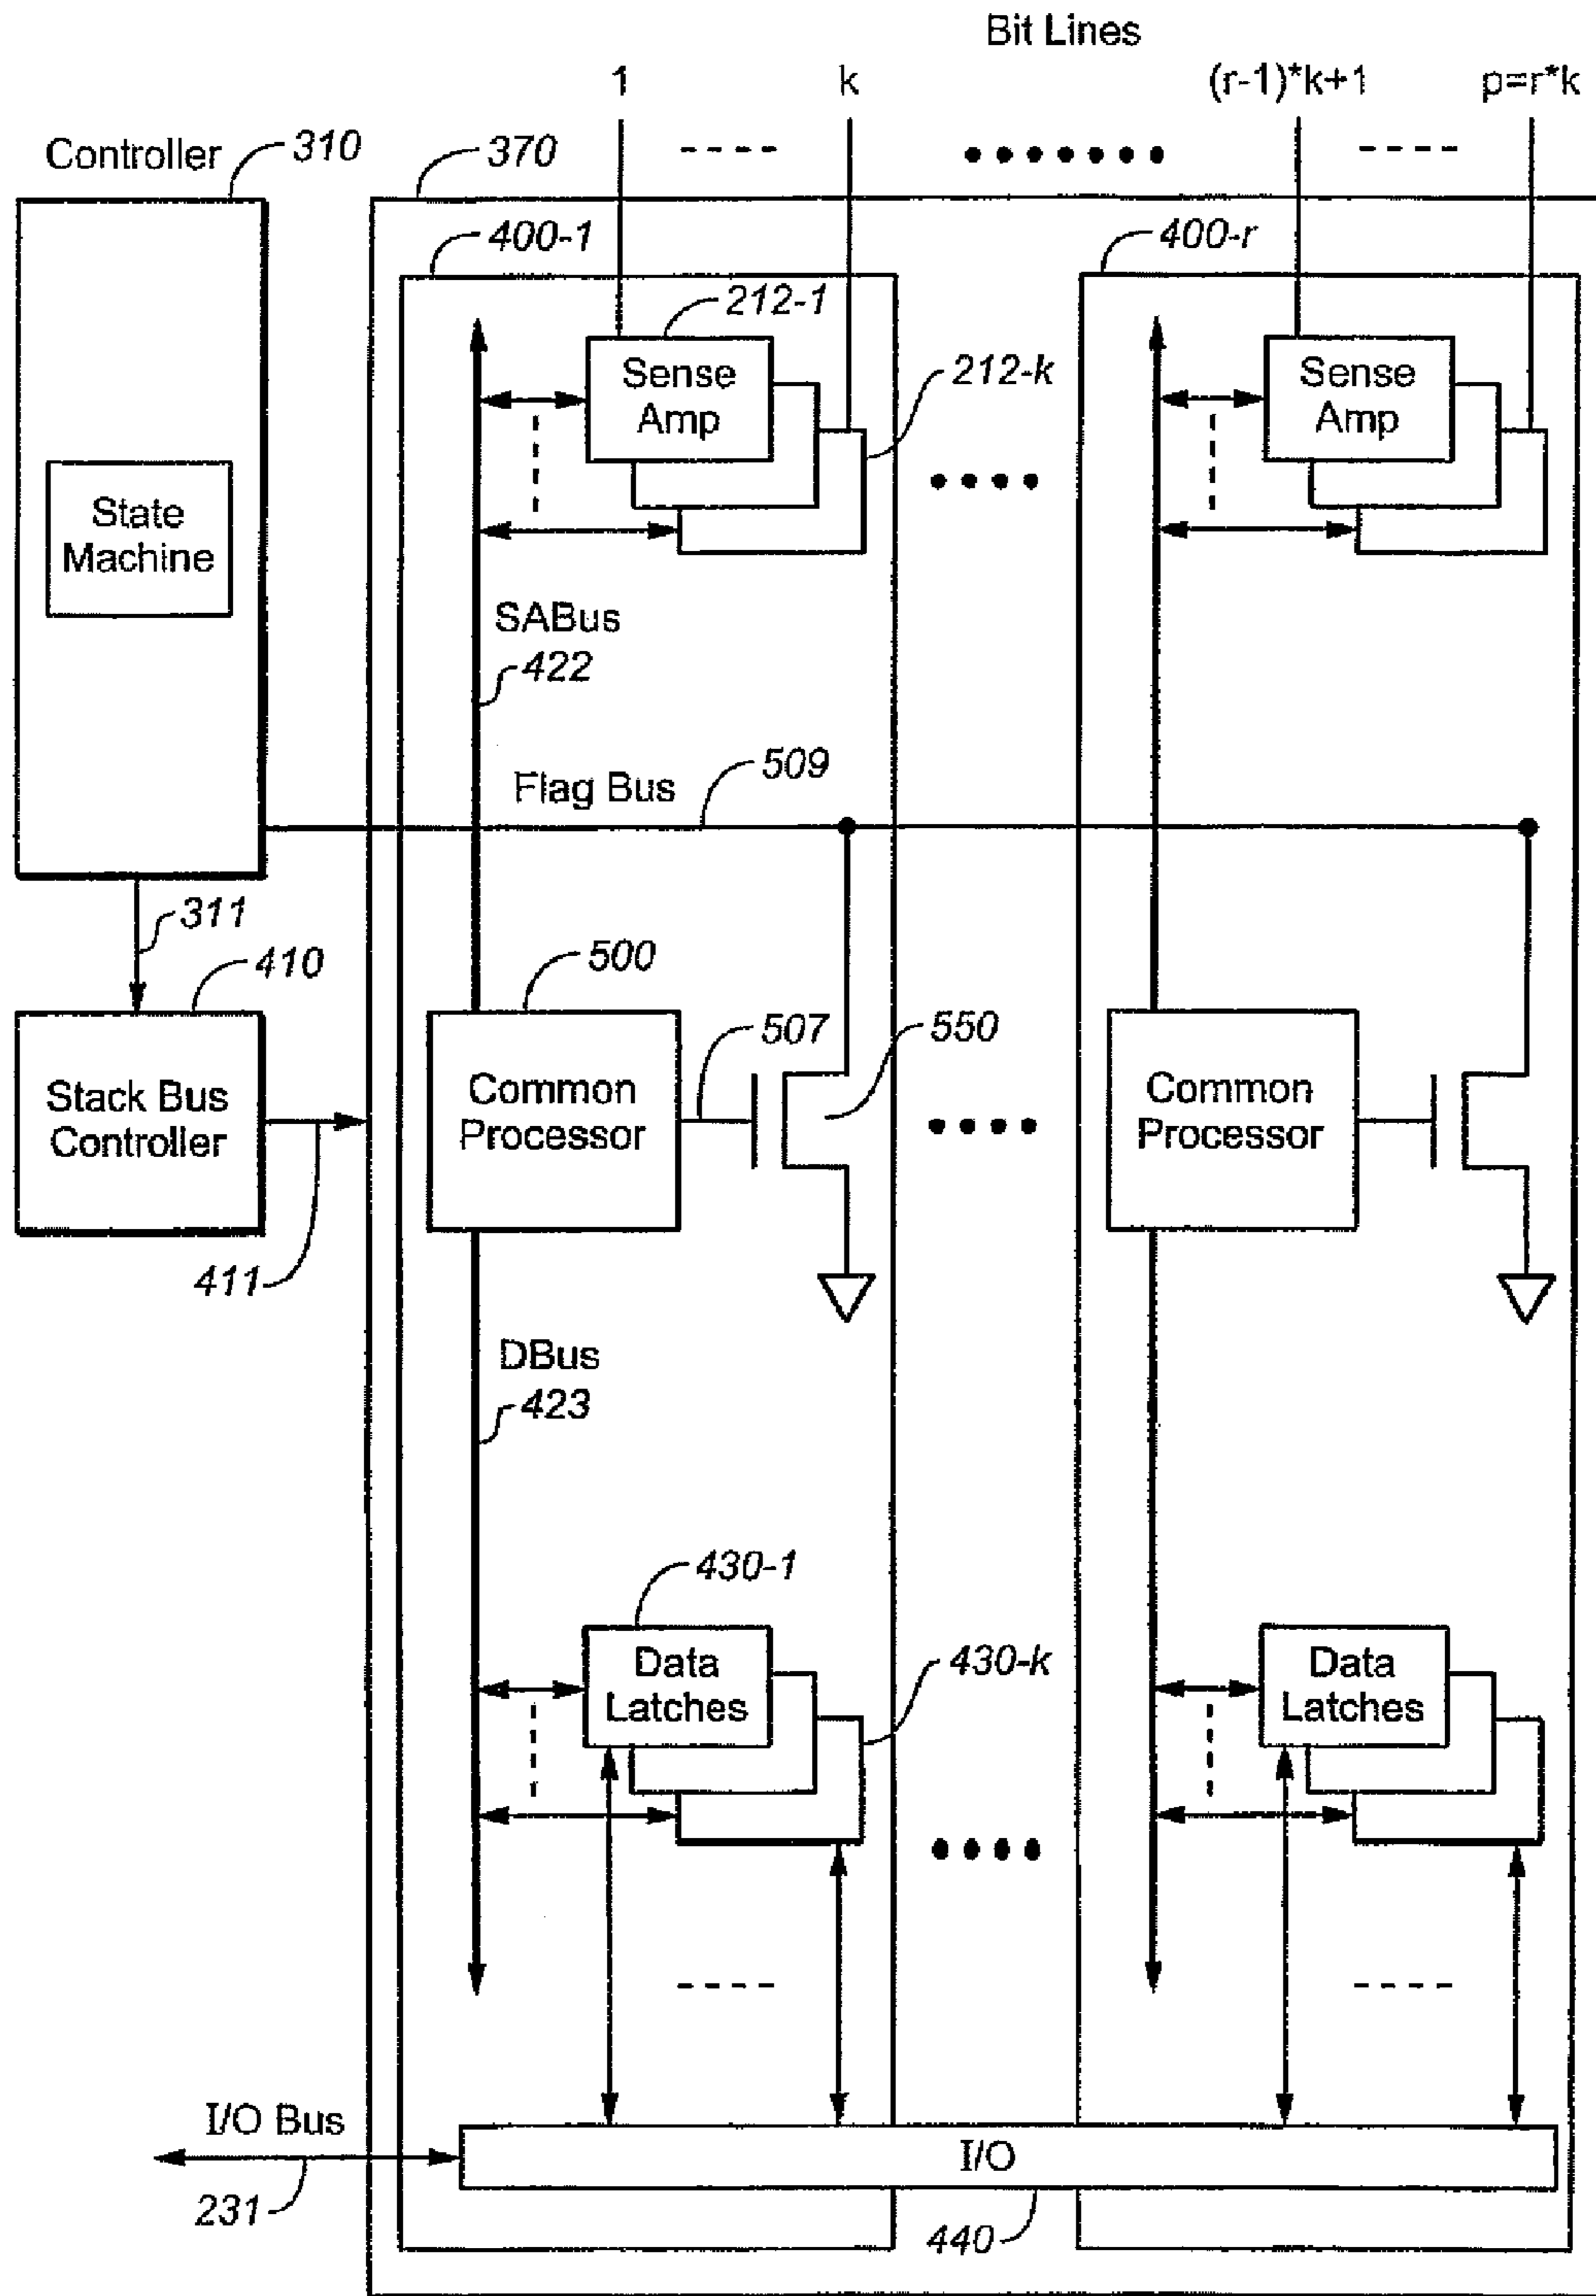 Bit Lines
1
k
(r-1)*k+1
p=r*k
Controller
310
370
400-1
400-r
212-1
Sense
Amp
212-k
Sense
Amp
State
Machine
SABus
422
Flag Bus
509
311
410
500
507
550
Stack Bus
Controller
Common
Processor
Common
Processor
411
DBus
423
430-1
Data
Latches
430-k
Data
Latches
I/O Bus
I/O
231
440